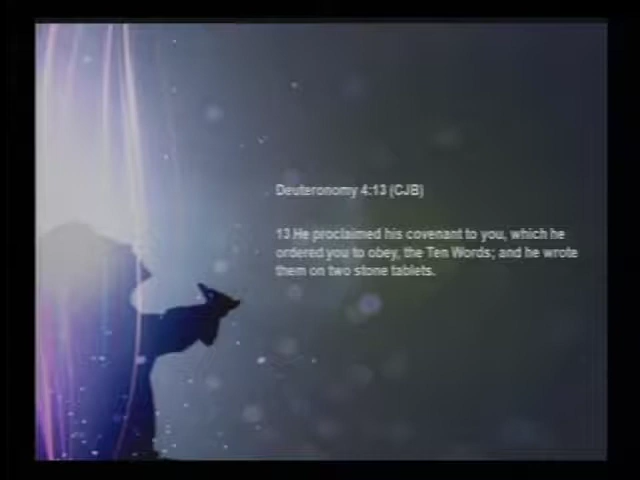 Deuteronomy 4:13 (CJB)
13 He proclaimed his covenant to you, which he
ordered you to obey, the Ten Words; and he wrote
them on two stone tablets.